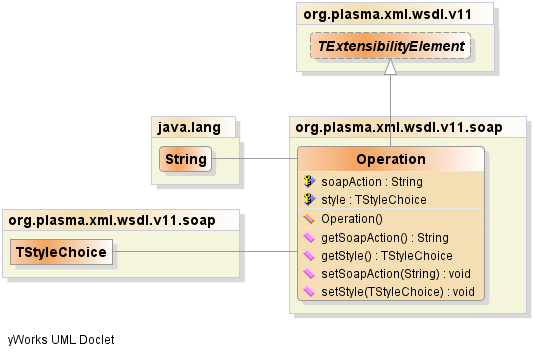 org.plasma.xml.wsdl.v11
TExtensibilityElement
java.lang
String
org.plasma.xml.wsdl.v11.soap
Operation
soapAction : String
style : TStyleChoice
Operation()
getSoapAction() : String
getStyle() : TStyleChoice
setSoapAction(String) : void
setStyle(TStyleChoice) : void
org.plasma.xml.wsdl.v11.soap
TStyleChoice
yWorks UML Doclet